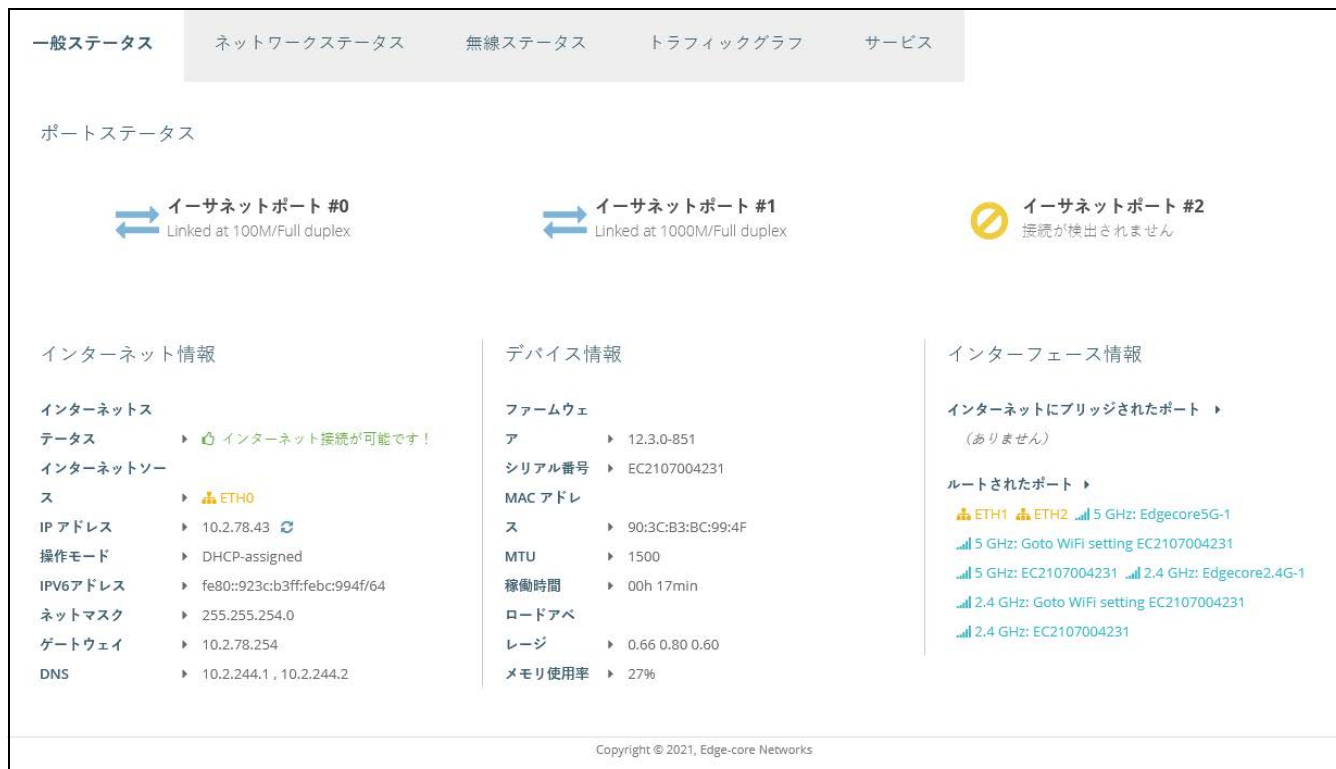 一般ステータス
ネットワークステータス
無線ステータス
トラフィックグラフ
サービス
ポートステータス
イーサネットポート #0
Linked at 100M/Full duplex
イーサネットポート #1
Linked at 1000M/Full duplex
イーサネットポート #2
接続が検出されません
インターネット情報
インターネットス
テータス インターネット接続が可能です！
インターネットソー
ス ETH0
IP アドレス 10.2.78.43
操作モード DHCP-assigned
IPV6アドレス fe80::923c:b3ff:febc:994f/64
ネットマスク 255.255.254.0
ゲートウェイ 10.2.78.254
DNS 10.2.244.1 , 10.2.244.2
デバイス情報
ファームウェ
ア 12.3.0-851
シリアル番号 EC2107004231
MAC アドレ
ス 90:3C:B3:BC:99:4F
MTU 1500
稼働時間 00h 17min
ロードアベ
レージ 0.66 0.80 0.60
メモリ使用率 27%
インターフェース情報
インターネットにブリッジされたポート
（ありません）
ルートされたポート
ETH1 ETH2 5 GHz: Edgecore5G-1
5 GHz: Goto WiFi setting EC2107004231
5 GHz: EC2107004231 2.4 GHz: Edgecore2.4G-1
2.4 GHz: Goto WiFi setting EC2107004231
2.4 GHz: EC2107004231
Copyright © 2021, Edge-core Networks